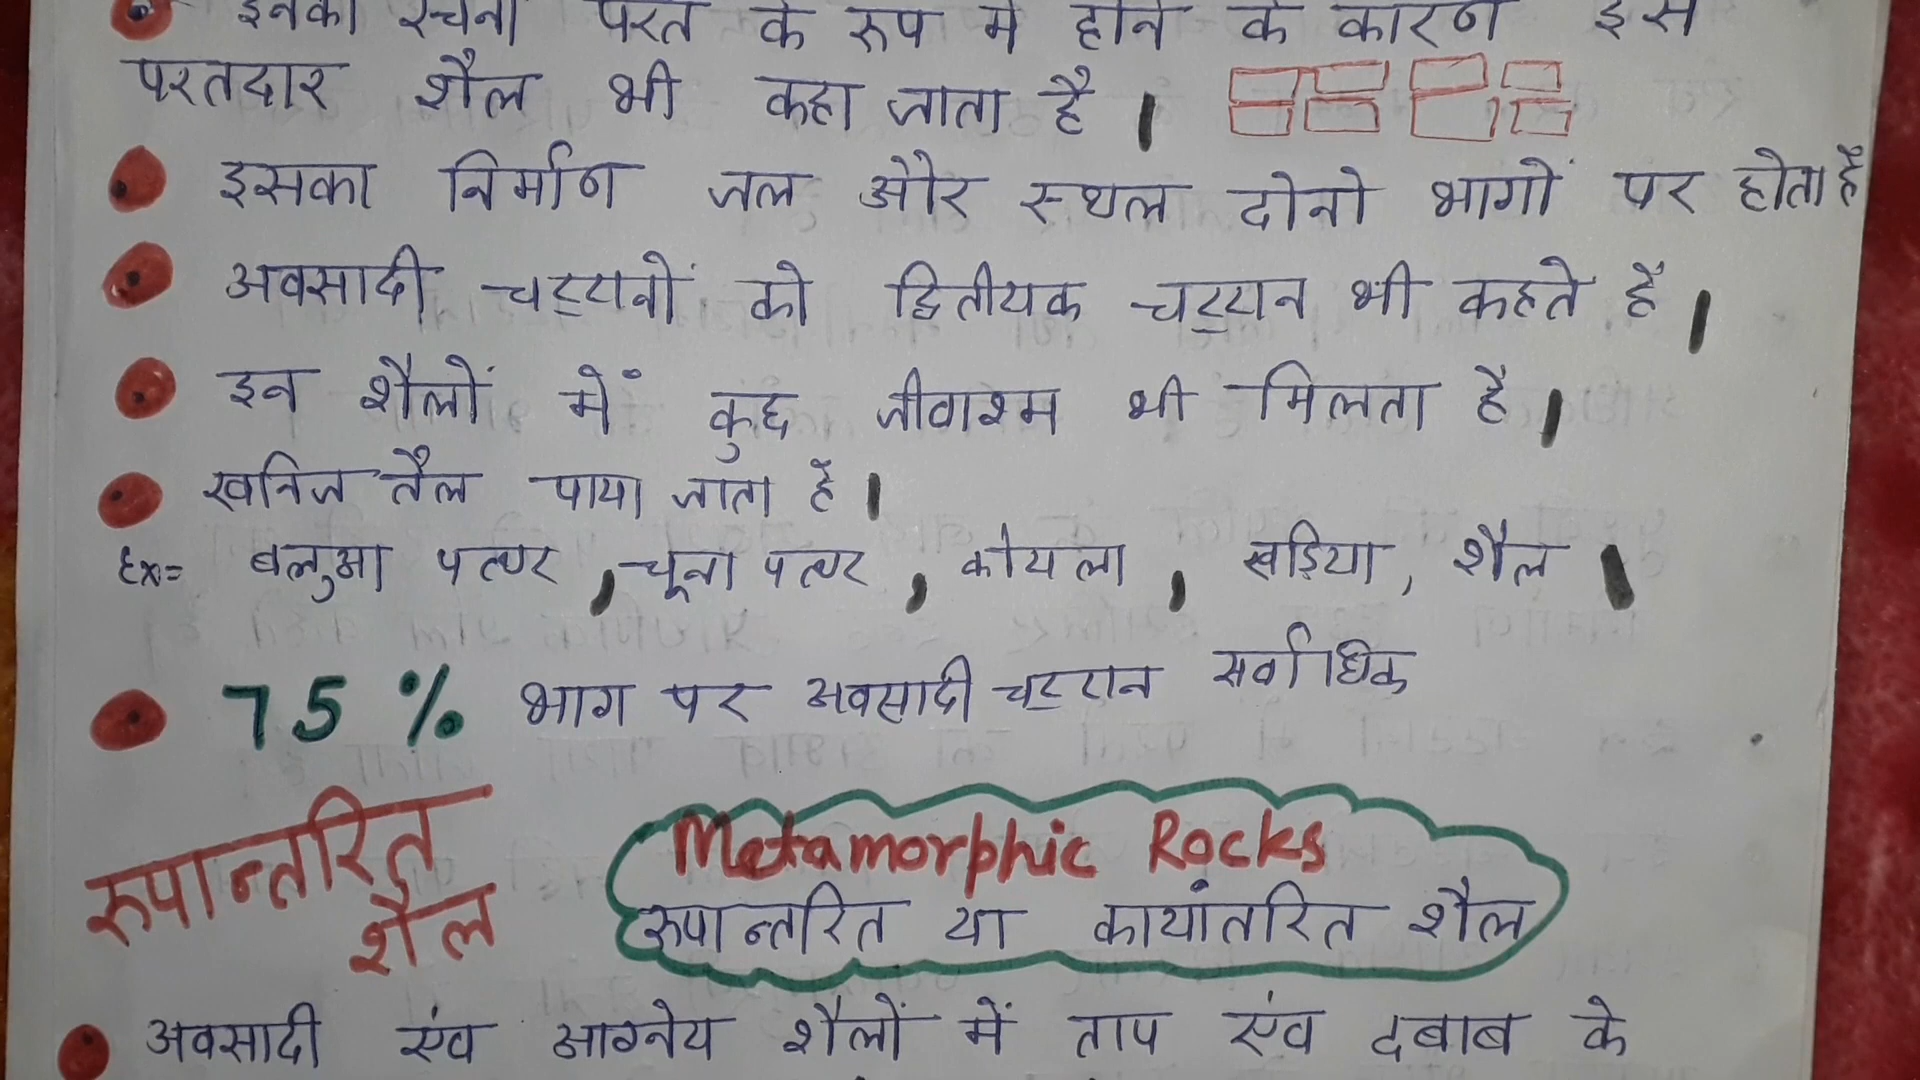 इनकी रचना परत के रूप में होने के कारण इसे
परतदार शैल भी कहा जाता है।
इसका निर्माण जल और स्थल दोनो भागों पर होता है
अवसादी चट्टानों को द्वितीयक चट्टान भी कहते है।
इन शैलों में कुछ जीवाश्म भी मिलता है।
खनिज तैल पाया जाता है।
Ex= बलुआ पत्थर, चूना पत्थर, कोयला, खड़िया, शैल।
75% भाग पर अवसादी चट्टान सर्वाधिक
रुपान्तरित
शैल
Metamorphic Rocks
रुपान्तरित या कायांतरित शैल
अवसादी एंव आग्नेय शैलों में ताप एंव दबाब के